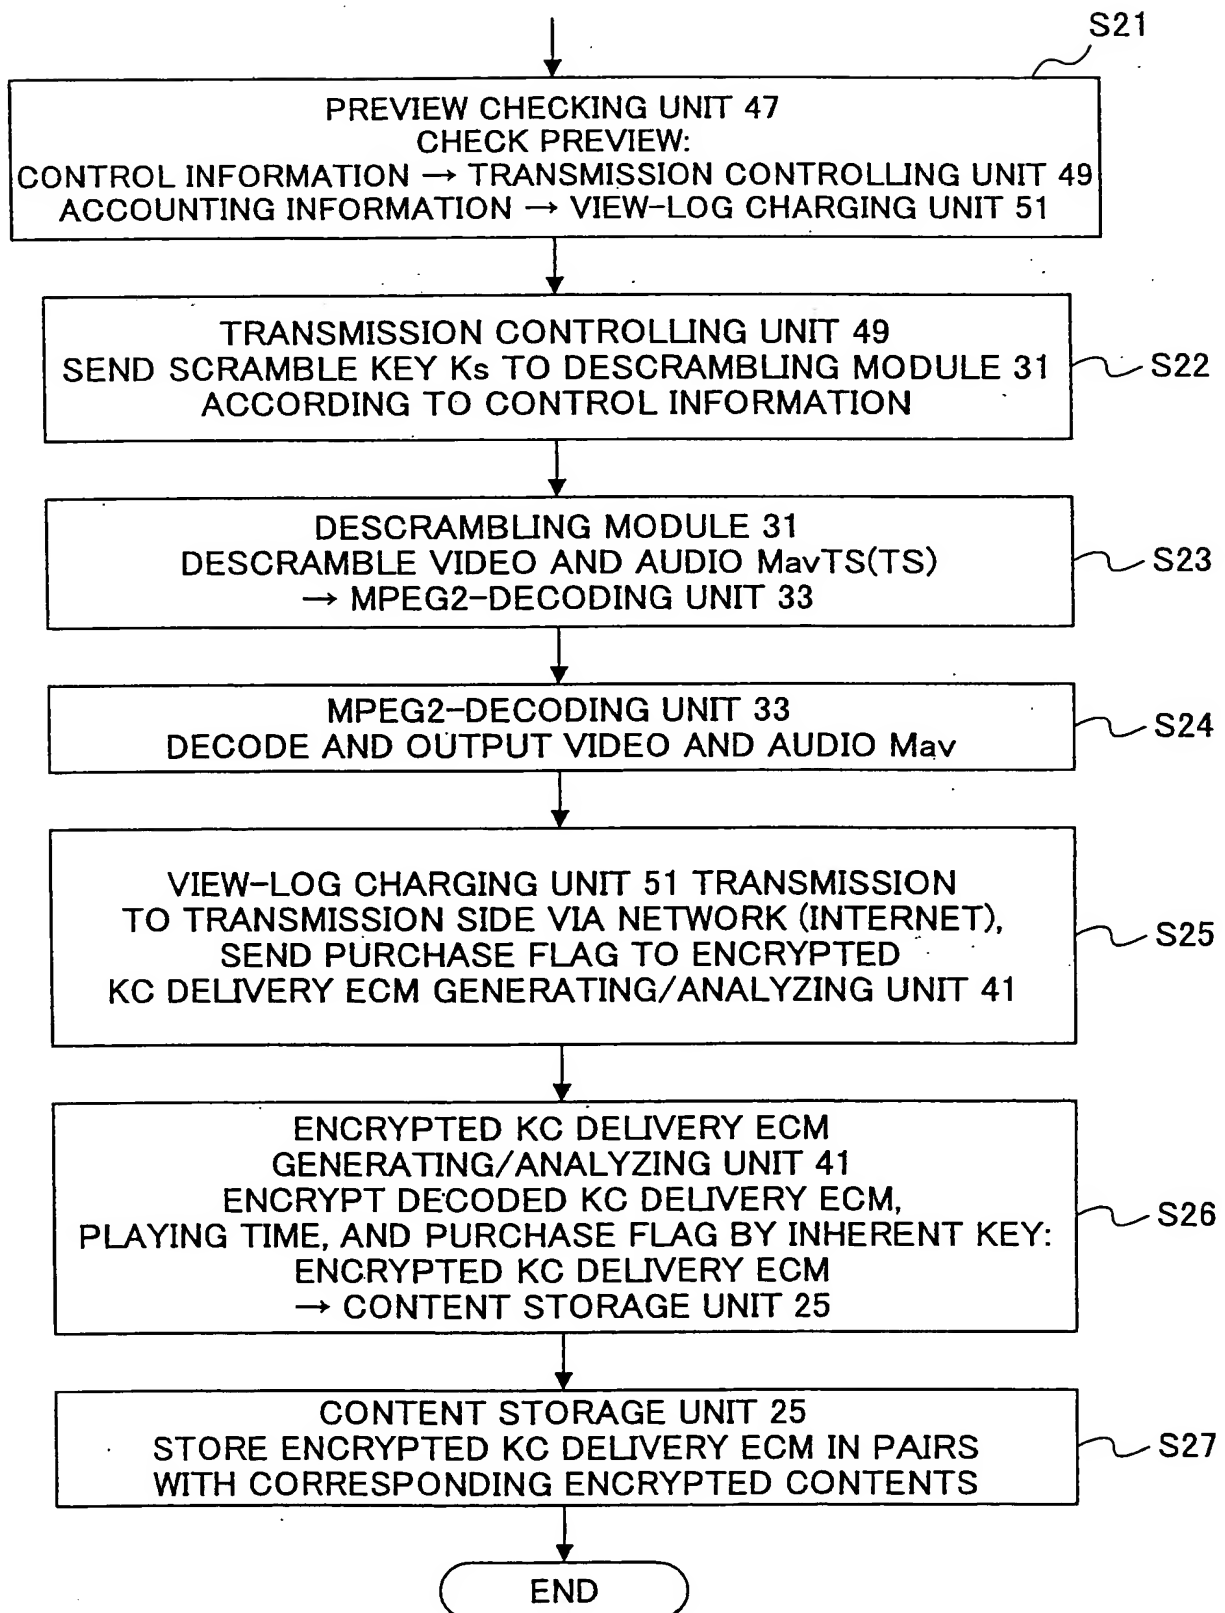 S21
PREVIEW CHECKING UNIT 47
CHECK PREVIEW:
CONTROL INFORMATION → TRANSMISSION CONTROLLING UNIT 49
ACCOUNTING INFORMATION → VIEW-LOG CHARGING UNIT 51
TRANSMISSION CONTROLLING UNIT 49
SEND SCRAMBLE KEY Ks TO DESCRAMBLING MODULE 31
ACCORDING TO CONTROL INFORMATION
S22
DESCRAMBLING MODULE 31
DESCRAMBLE VIDEO AND AUDIO MavTS(TS)
→ MPEG2-DECODING UNIT 33
S23
MPEG2-DECODING UNIT 33
DECODE AND OUTPUT VIDEO AND AUDIO Mav
S24
VIEW-LOG CHARGING UNIT 51 TRANSMISSION
TO TRANSMISSION SIDE VIA NETWORK (INTERNET),
SEND PURCHASE FLAG TO ENCRYPTED
KC DELIVERY ECM GENERATING/ANALYZING UNIT 41
S25
ENCRYPTED KC DELIVERY ECM
GENERATING/ANALYZING UNIT 41
ENCRYPT DECODED KC DELIVERY ECM,
PLAYING TIME, AND PURCHASE FLAG BY INHERENT KEY:
ENCRYPTED KC DELIVERY ECM
→ CONTENT STORAGE UNIT 25
S26
CONTENT STORAGE UNIT 25
STORE ENCRYPTED KC DELIVERY ECM IN PAIRS
WITH CORRESPONDING ENCRYPTED CONTENTS
S27
END